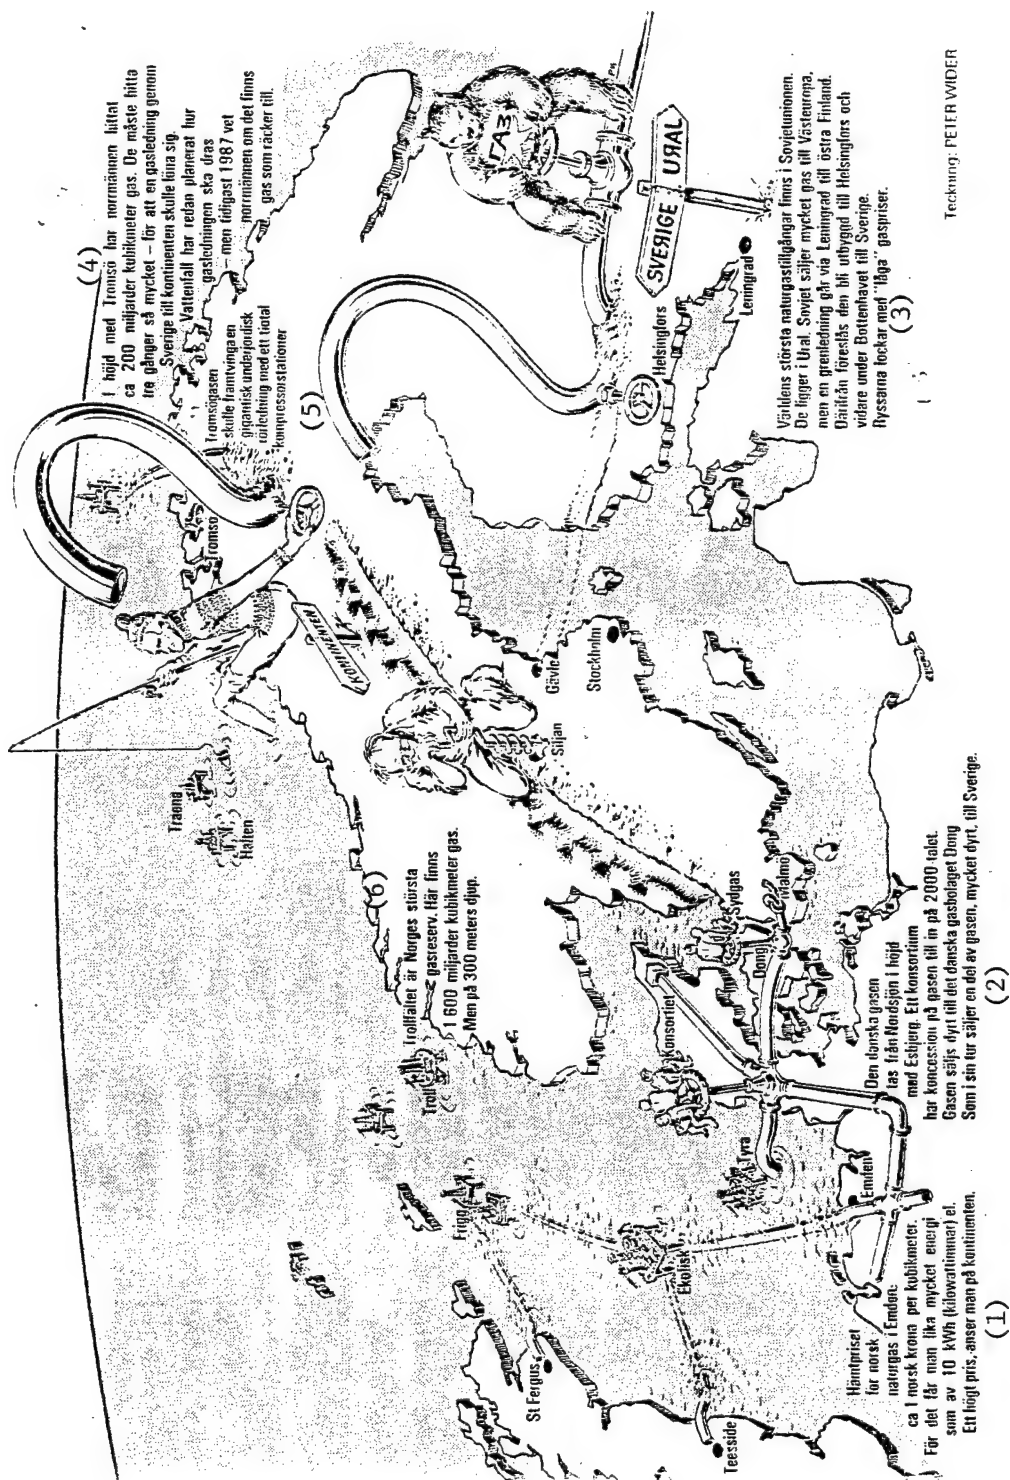 (4)
I höjd med Tromsö har norrmännen hittat
ca 200 miljarder kubikmeter gas. De måste hitta
tre gånger så mycket – för att en gasledning genom
Sverige till kontinenten skulle löna sig.
Vattenfall har redan planerat hur
gasledningen ska dras
– men tidigast 1987 vet
norrmännen om det finns
gas som räcker till.
Tromsögasen
skulle framtvinga en
gigantisk underjordisk
rörledning med ett tiotal
kompressorstationer
(5)
Tromsö
KONTINENTEN
Traena
Halten
(6)
Trollfältet är Norges största
gasreserv. Här finns
1 600 miljarder kubikmeter gas.
Men på 300 meters djup.
Troll
Frigg
St Fergus
Teesside
Ekofisk
Tyra
Emden
Konsortiet
Dong
Sydgas
Malmö
Siljan
Gävle
Stockholm
Helsingfors
Leningrad
ГАЗ
SVERIGE
URAL
Världens största naturgastillgångar finns i Sovjetunionen.
De ligger i Ural. Sovjet säljer mycket gas till Västeuropa,
men en grenledning går via Leningrad till östra Finland.
Därifrån föreslås den bli utbyggd till Helsingfors och
vidare under Bottenhavet till Sverige.
Ryssarna lockar med "låga" gaspriser.
(3)
Teckning: PETER WIDER
Hämtpriset
för norsk
naturgas i Emden:
ca 1 norsk krona per kubikmeter.
För det får man lika mycket energi
som av 10 kWh (kilowattimmar) el.
Ett högt pris, anser man på kontinenten.
(1)
Den danska gasen
tas från Nordsjön i höjd
med Esbjerg. Ett konsortium
har koncession på gasen till in på 2000 talet.
Gasen säljs dyrt till det danska gasbolaget Dong
Som i sin tur säljer en del av gasen, mycket dyrt, till Sverige.
(2)